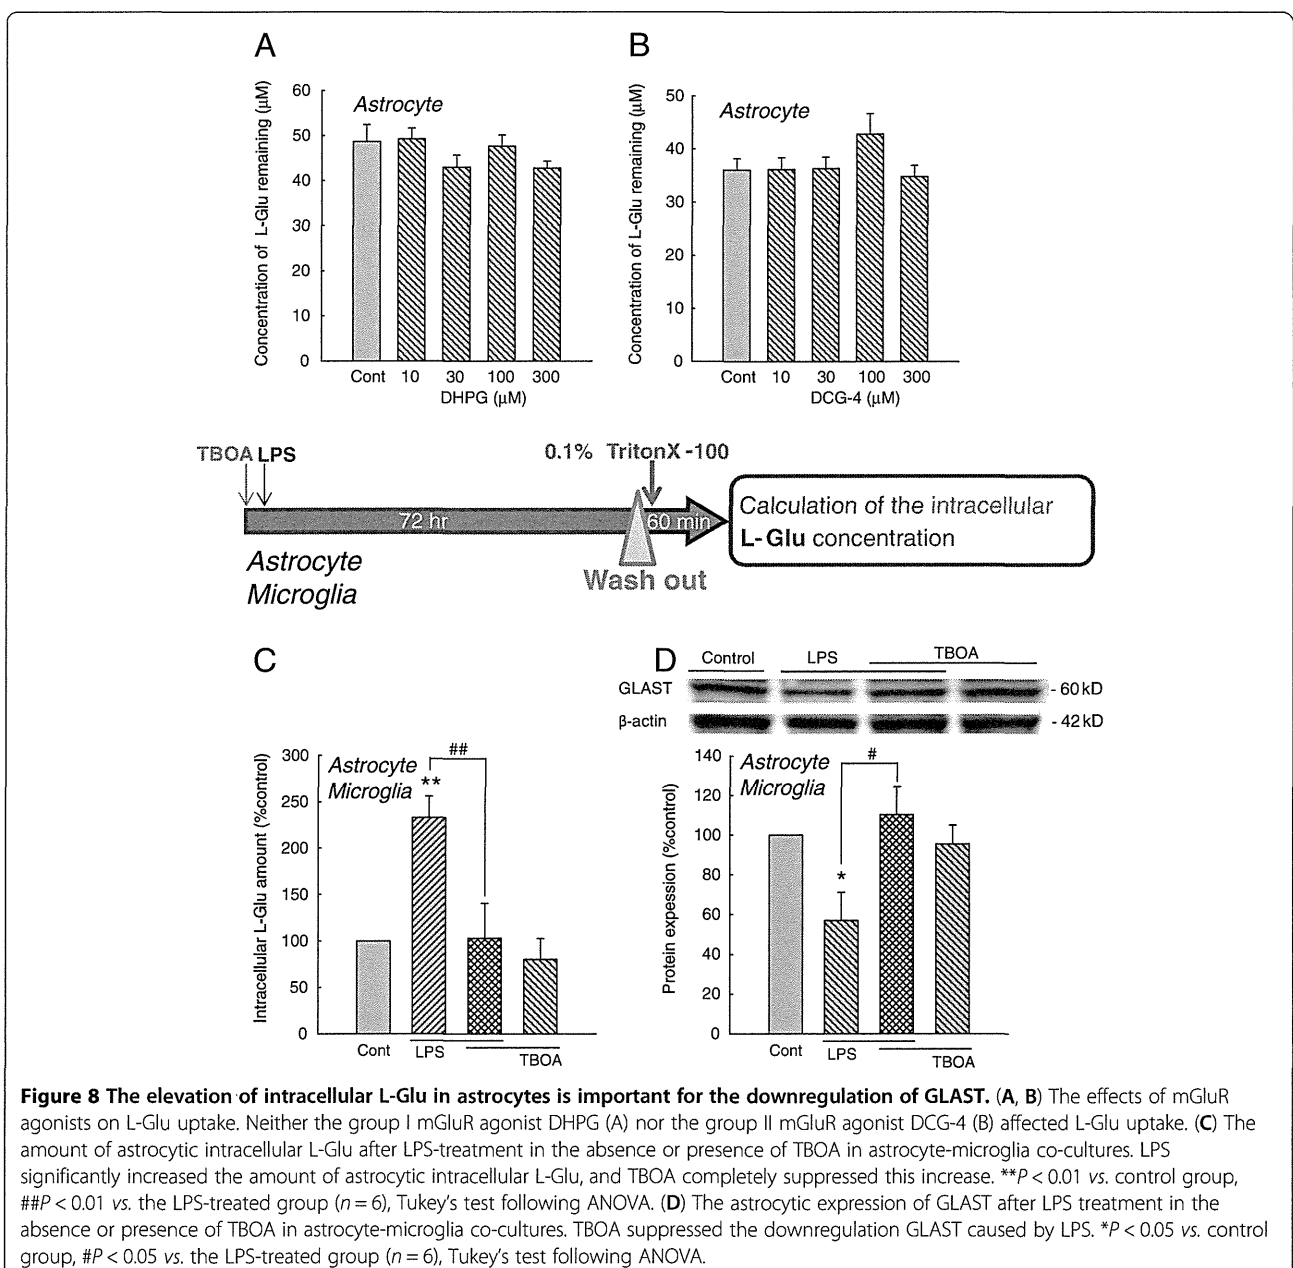 A
Concentration of L-Glu remaining (μM)
60
50
40
30
20
10
0
Astrocyte
Cont 10 30 100 300
DHPG (μM)
B
Concentration of L-Glu remaining (μM)
50
40
30
20
10
0
Astrocyte
Cont 10 30 100 300
DCG-4 (μM)
TBOA LPS
0.1% TritonX -100
72 hr
60 min
Wash out
Astrocyte
Microglia
Calculation of the intracellular
L-Glu concentration
C
Intracellular L-Glu amount (%control)
300
250
200
150
100
50
0
Astrocyte
Microglia
##
**
Cont LPS TBOA
D
Control LPS TBOA
GLAST - 60 kD
β-actin - 42 kD
Protein expession (%control)
140
120
100
80
60
40
20
0
Astrocyte
Microglia
#
*
Cont LPS TBOA
Figure 8 The elevation of intracellular L-Glu in astrocytes is important for the downregulation of GLAST. (A, B) The effects of mGluR
agonists on L-Glu uptake. Neither the group I mGluR agonist DHPG (A) nor the group II mGluR agonist DCG-4 (B) affected L-Glu uptake. (C) The
amount of astrocytic intracellular L-Glu after LPS-treatment in the absence or presence of TBOA in astrocyte-microglia co-cultures. LPS
significantly increased the amount of astrocytic intracellular L-Glu, and TBOA completely suppressed this increase. **P < 0.01 vs. control group,
##P < 0.01 vs. the LPS-treated group (n = 6), Tukey's test following ANOVA. (D) The astrocytic expression of GLAST after LPS treatment in the
absence or presence of TBOA in astrocyte-microglia co-cultures. TBOA suppressed the downregulation GLAST caused by LPS. *P < 0.05 vs. control
group, #P < 0.05 vs. the LPS-treated group (n = 6), Tukey's test following ANOVA.